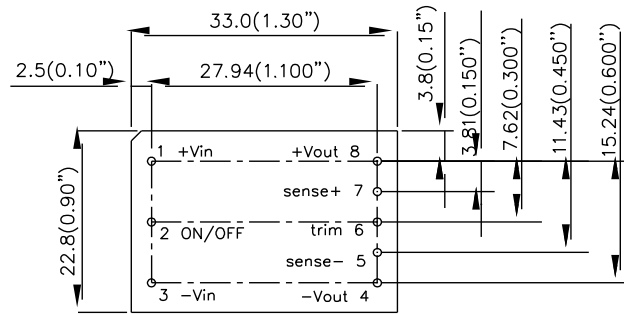 33.0(1.30")
2.5(0.10")
27.94(1.100")
3.8(0.15")
3.81(0.150")
7.62(0.300")
11.43(0.450")
15.24(0.600")
22.8(0.90")
1 +Vin
+Vout 8
sense+ 7
2 ON/OFF
trim 6
sense- 5
3 -Vin
-Vout 4